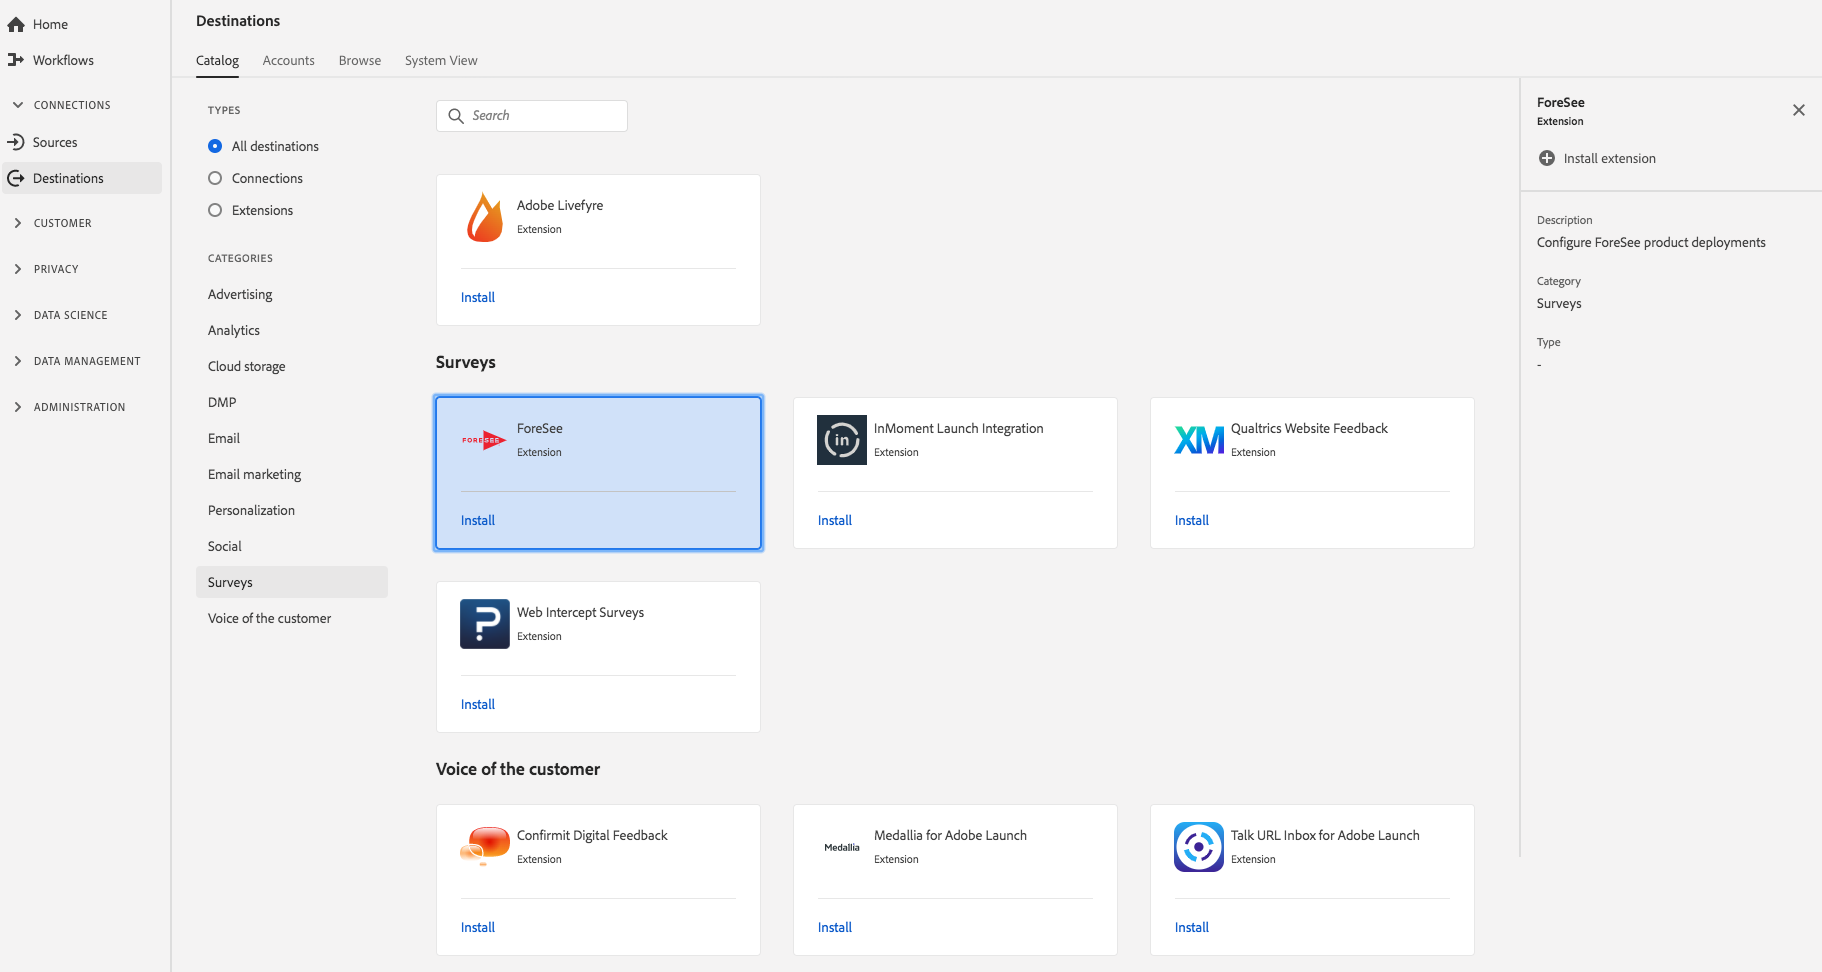 Home
Workflows
CONNECTIONS
Sources
Destinations
CUSTOMER
PRIVACY
DATA SCIENCE
DATA MANAGEMENT
ADMINISTRATION
Destinations
Catalog Accounts Browse System View
TYPES
All destinations
Connections
Extensions
CATEGORIES
Advertising
Analytics
Cloud storage
DMP
Email
Email marketing
Personalization
Social
Surveys
Voice of the customer
Search
Adobe Livefyre
Extension
Install
Surveys
FORESEE
ForeSee
Extension
Install
in
InMoment Launch Integration
Extension
Install
XM
Qualtrics Website Feedback
Extension
Install
?
Web Intercept Surveys
Extension
Install
Voice of the customer
Confirmit Digital Feedback
Extension
Install
Medallia
Medallia for Adobe Launch
Extension
Install
Talk URL Inbox for Adobe Launch
Extension
Install
ForeSee
Extension
Install extension
Description
Configure ForeSee product deployments
Category
Surveys
Type
-